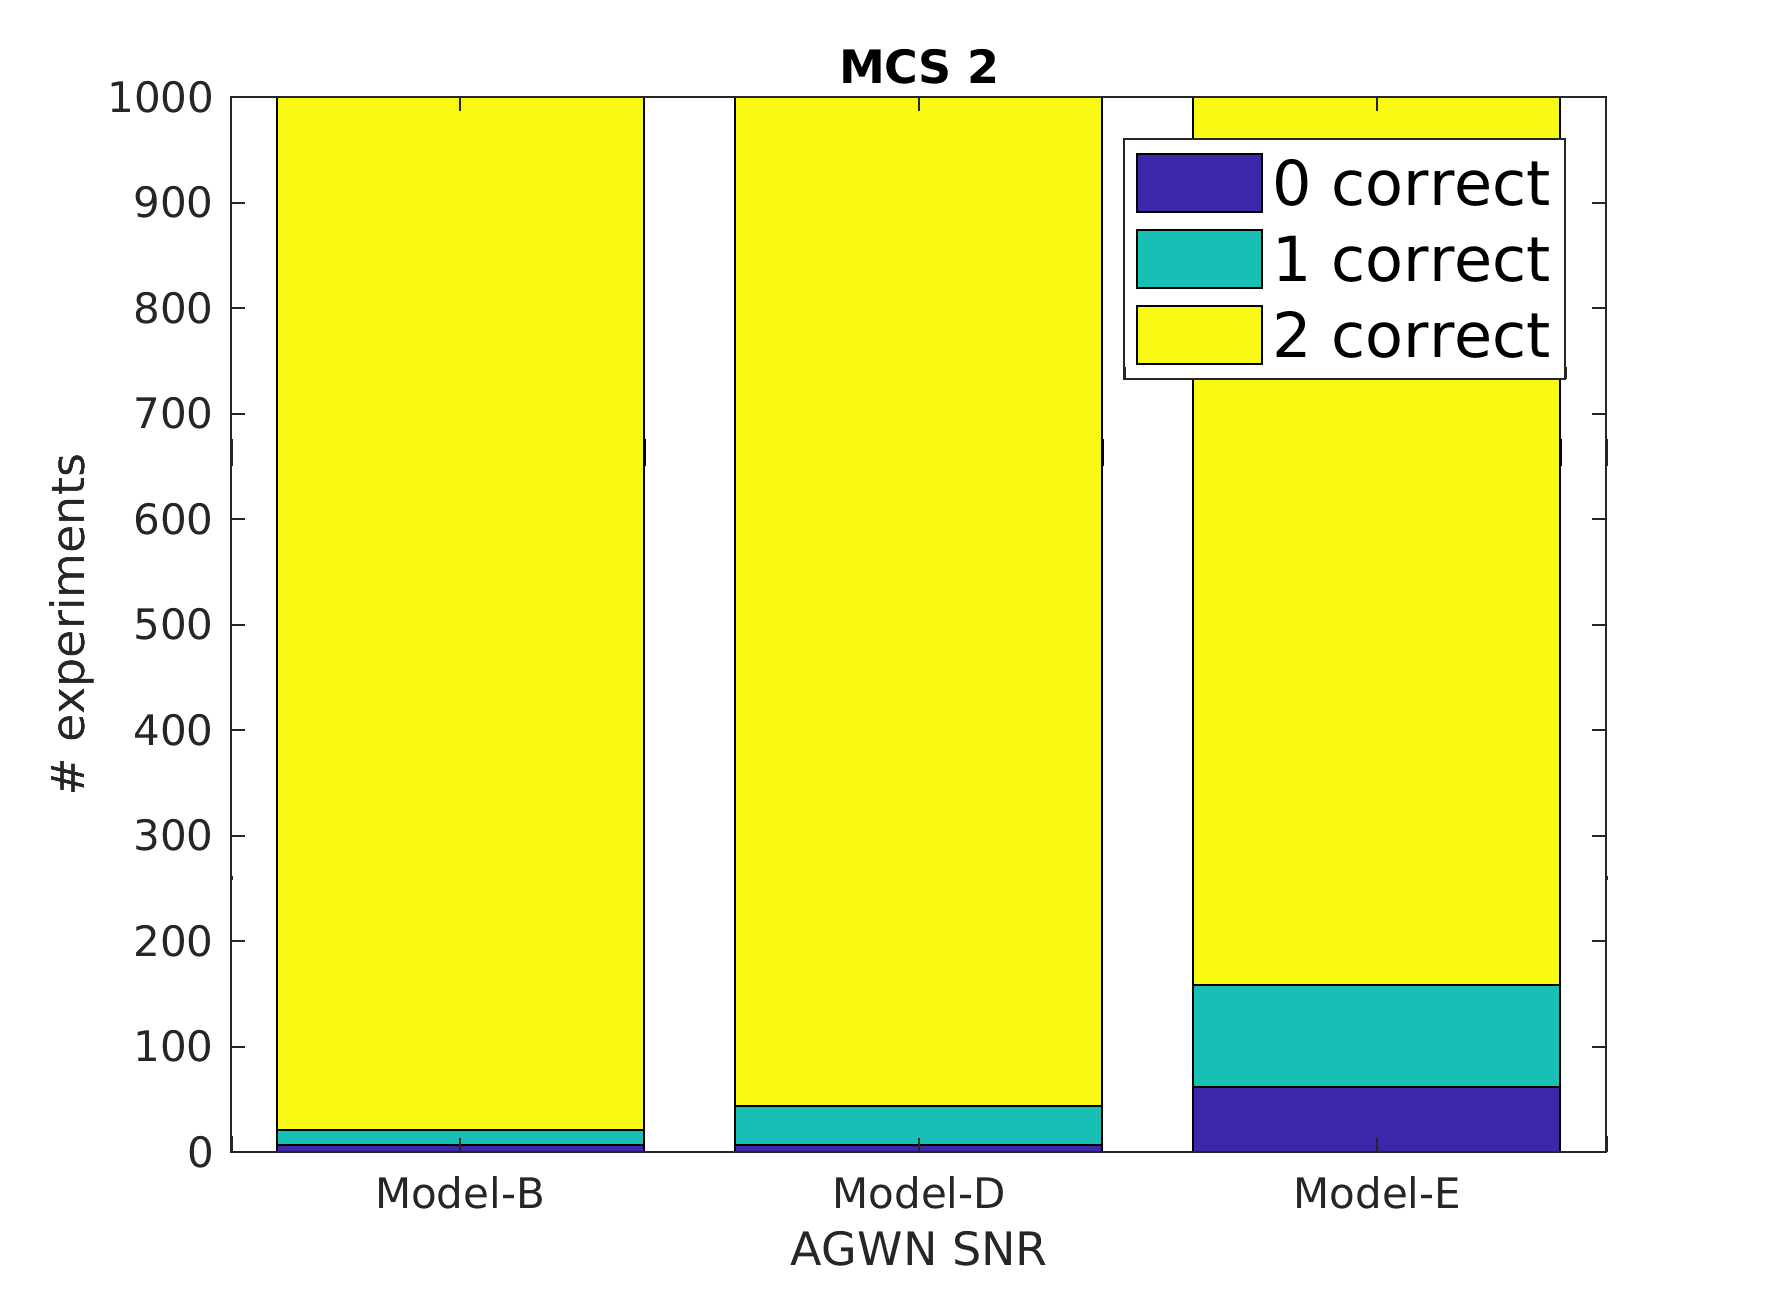 MCS 2
1000
900
800
700
600
500
400
300
200
100
0
# experiments
0 correct
1 correct
2 correct
Model-B
Model-D
Model-E
AGWN SNR